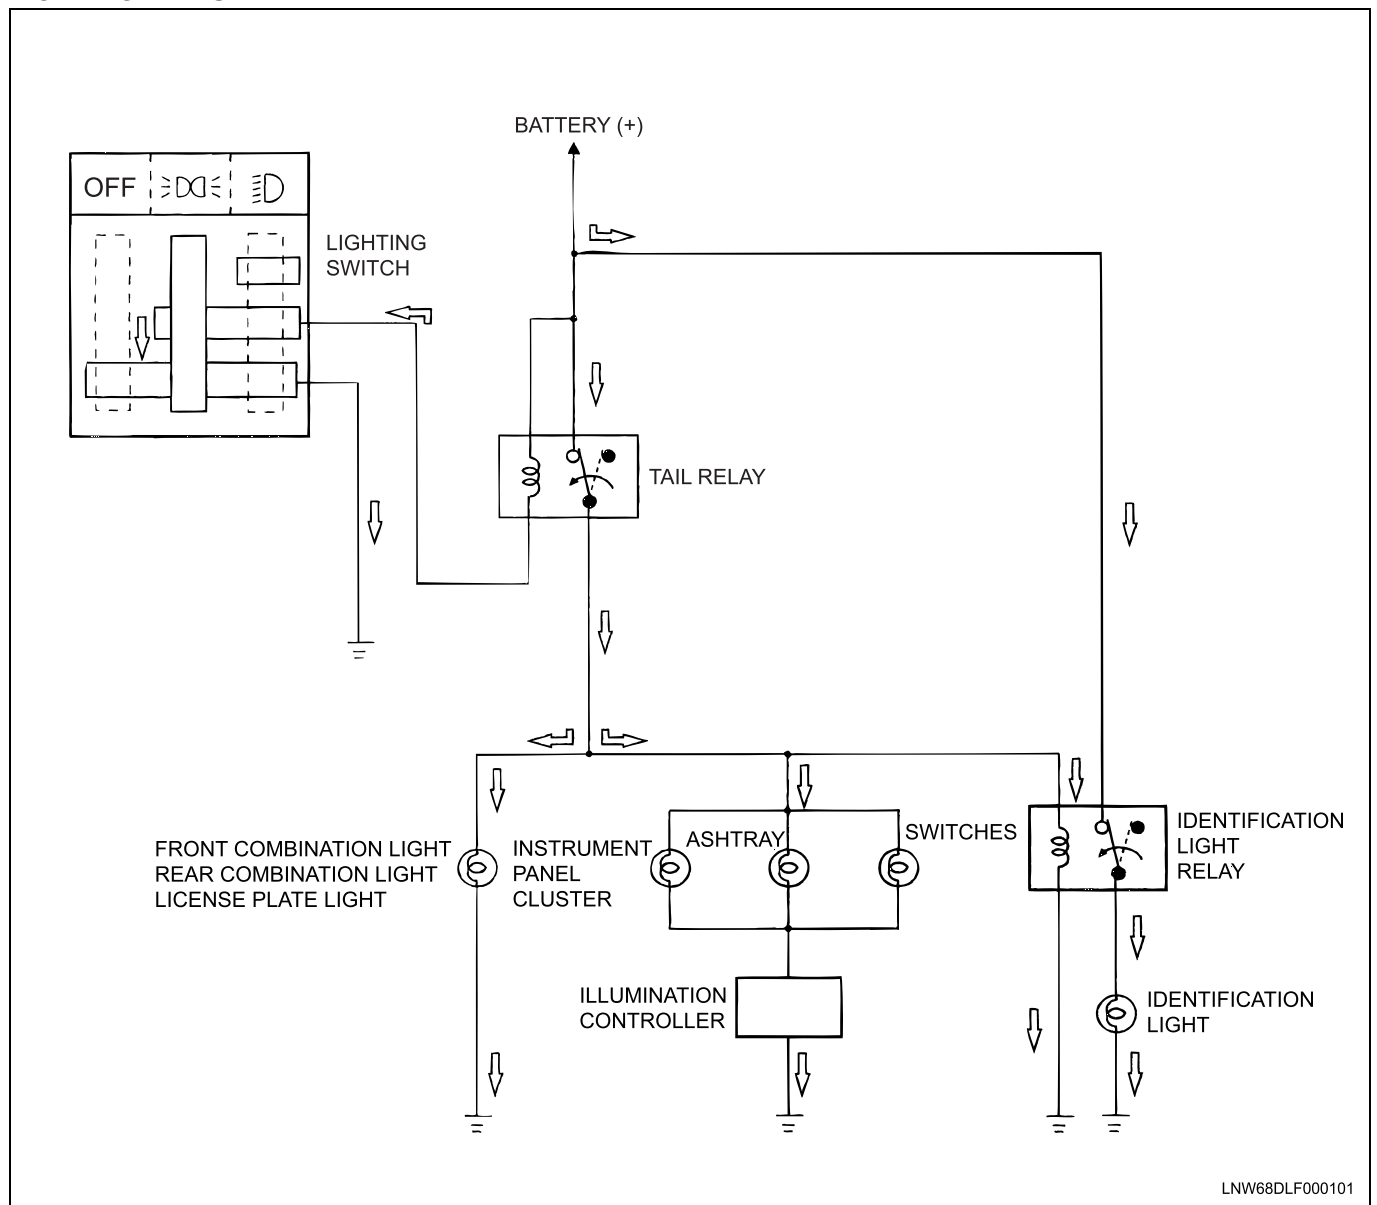 BATTERY (+)
OFF
LIGHTING
SWITCH
TAIL RELAY
FRONT COMBINATION LIGHT
REAR COMBINATION LIGHT
LICENSE PLATE LIGHT
INSTRUMENT
PANEL
CLUSTER
ASHTRAY
SWITCHES
IDENTIFICATION
LIGHT
RELAY
ILLUMINATION
CONTROLLER
IDENTIFICATION
LIGHT
LNW68DLF000101